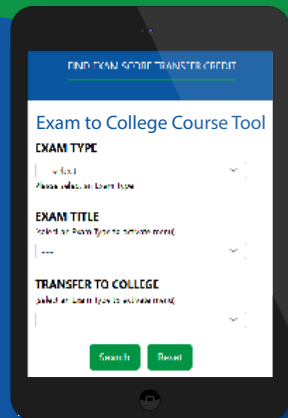 FIND EXAM SCORE TRANSFER CREDIT
Exam to College Course Tool
EXAM TYPE
-- select --
Please select an Exam Type
EXAM TITLE
(select an Exam Type to activate menu)
---
TRANSFER TO COLLEGE
(select an Exam Type to activate menu)
Search Reset